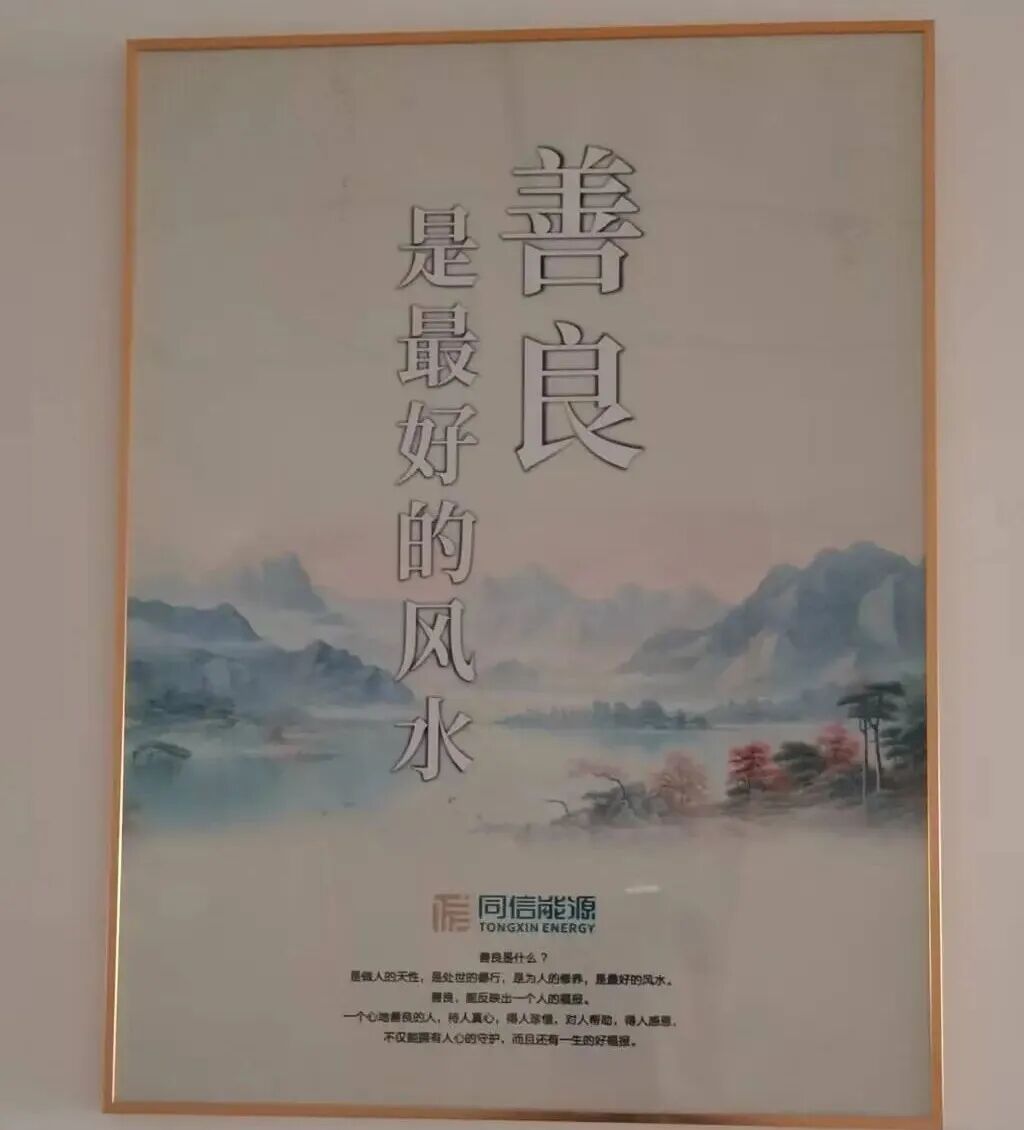 善良
是最好的风水
同信能源
TONGXIN ENERGY
善良是什么？
是做人的天性，是处世的德行，是为人的修养，是最好的风水。
善良，能反映出一个人的福报。
一个心地善良的人，待人真心，得人珍惜，对人帮助，得人感恩，
不仅能拥有人心的守护，而且还有一生的好福报。